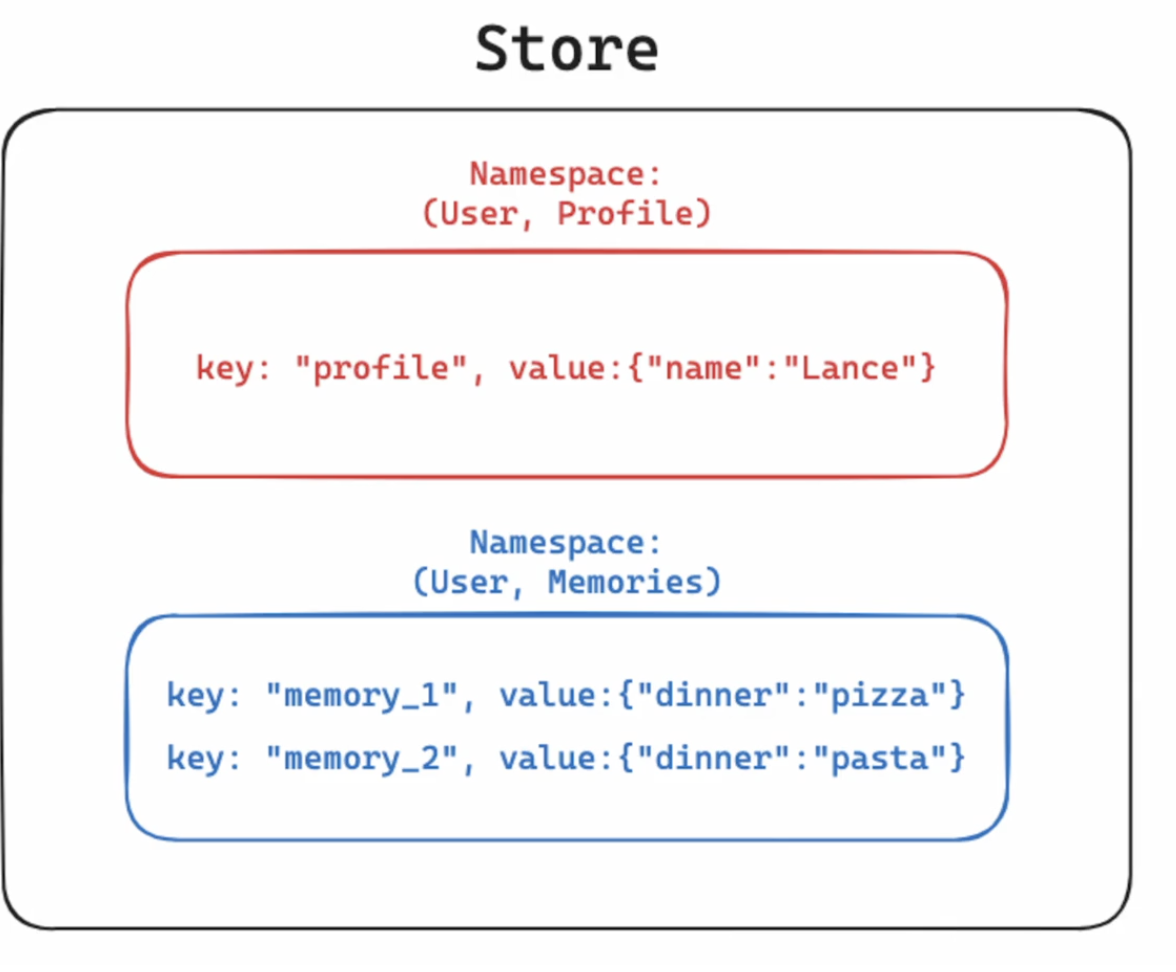 Store
Namespace:
(User, Profile)
key: "profile", value:{"name":"Lance"}
Namespace:
(User, Memories)
key: "memory_1", value:{"dinner":"pizza"}
key: "memory_2", value:{"dinner":"pasta"}